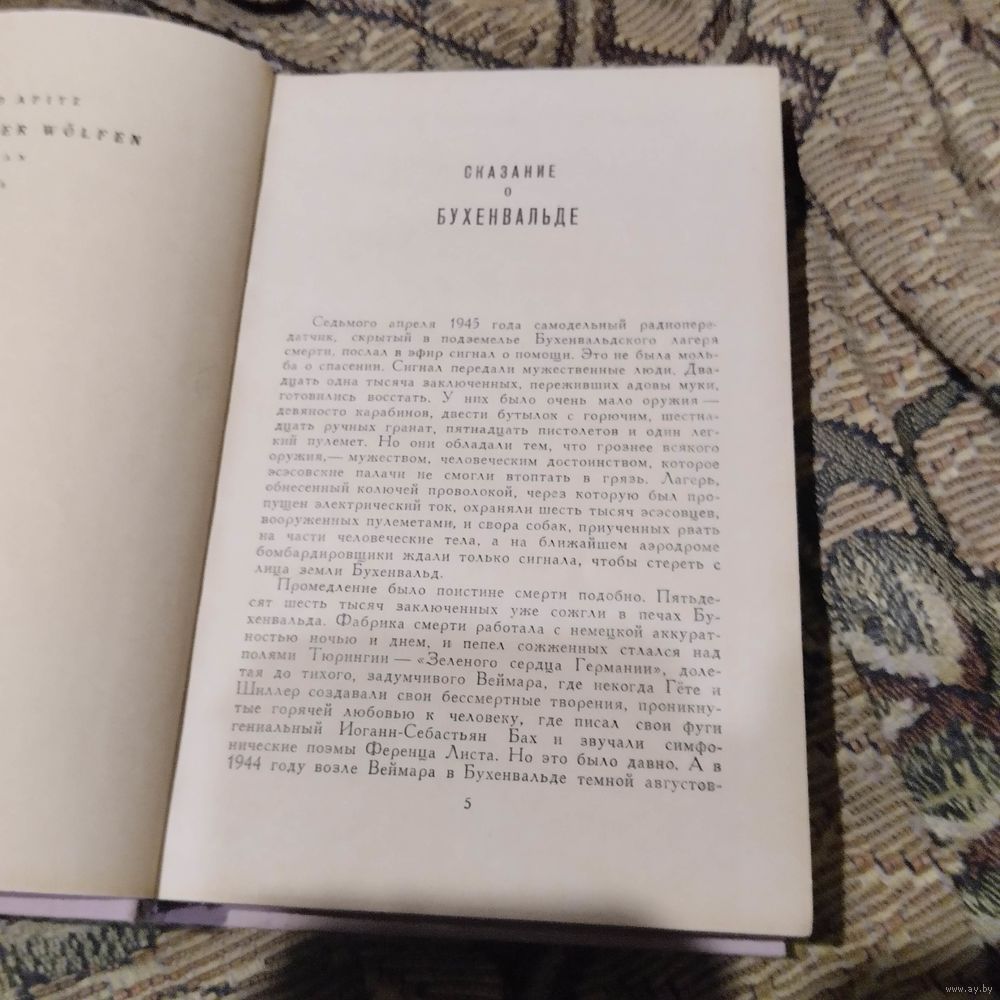 АPITZ
ER WÖLFEN
СКАЗАНИЕ
О
БУХЕНВАЛЬДЕ
Седьмого апреля 1945 года самодельный радиопере-
датчик, скрытый в подземелье Бухенвальдского лагеря
смерти, послал в эфир сигнал о помощи. Это не была моль-
ба о спасении. Сигнал передали мужественные люди. Два-
дцать одна тысяча заключенных, переживших адовы муки,
готовились восстать. У них было очень мало оружия —
девяносто карабинов, двести бутылок с горючим, шестна-
дцать ручных гранат, пятнадцать пистолетов и один лег-
кий пулемет. Но они обладали тем, что грознее всякого
оружия,— мужеством, человеческим достоинством, которое
эсэсовские палачи не смогли втоптать в грязь. Лагерь,
обнесенный колючей проволокой, через которую был про-
пущен электрический ток, охраняли шесть тысяч эсэсовцев,
вооруженных пулеметами, и свора собак, приученных рвать
на части человеческие тела, а на ближайшем аэродроме
бомбардировщики ждали только сигнала, чтобы стереть с
лица земли Бухенвальд.
Промедление было поистине смерти подобно. Пятьде-
сят шесть тысяч заключенных уже сожгли в печах Бу-
хенвальда. Фабрика смерти работала с немецкой аккурат-
ностью ночью и днем, и пепел сожженных стлался над
полями Тюрингии — «Зеленого сердца Германии», доле-
тая до тихого, задумчивого Веймара, где некогда Гёте и
Шиллер создавали свои бессмертные творения, проникну-
тые горячей любовью к человеку, где писал свои фуги
гениальный Иоганн-Себастьян Бах и звучали симфо-
нические поэмы Ференца Листа. Но это было давно. А в
1944 году возле Веймара в Бухенвальде темной августов-
5
www.ay.by